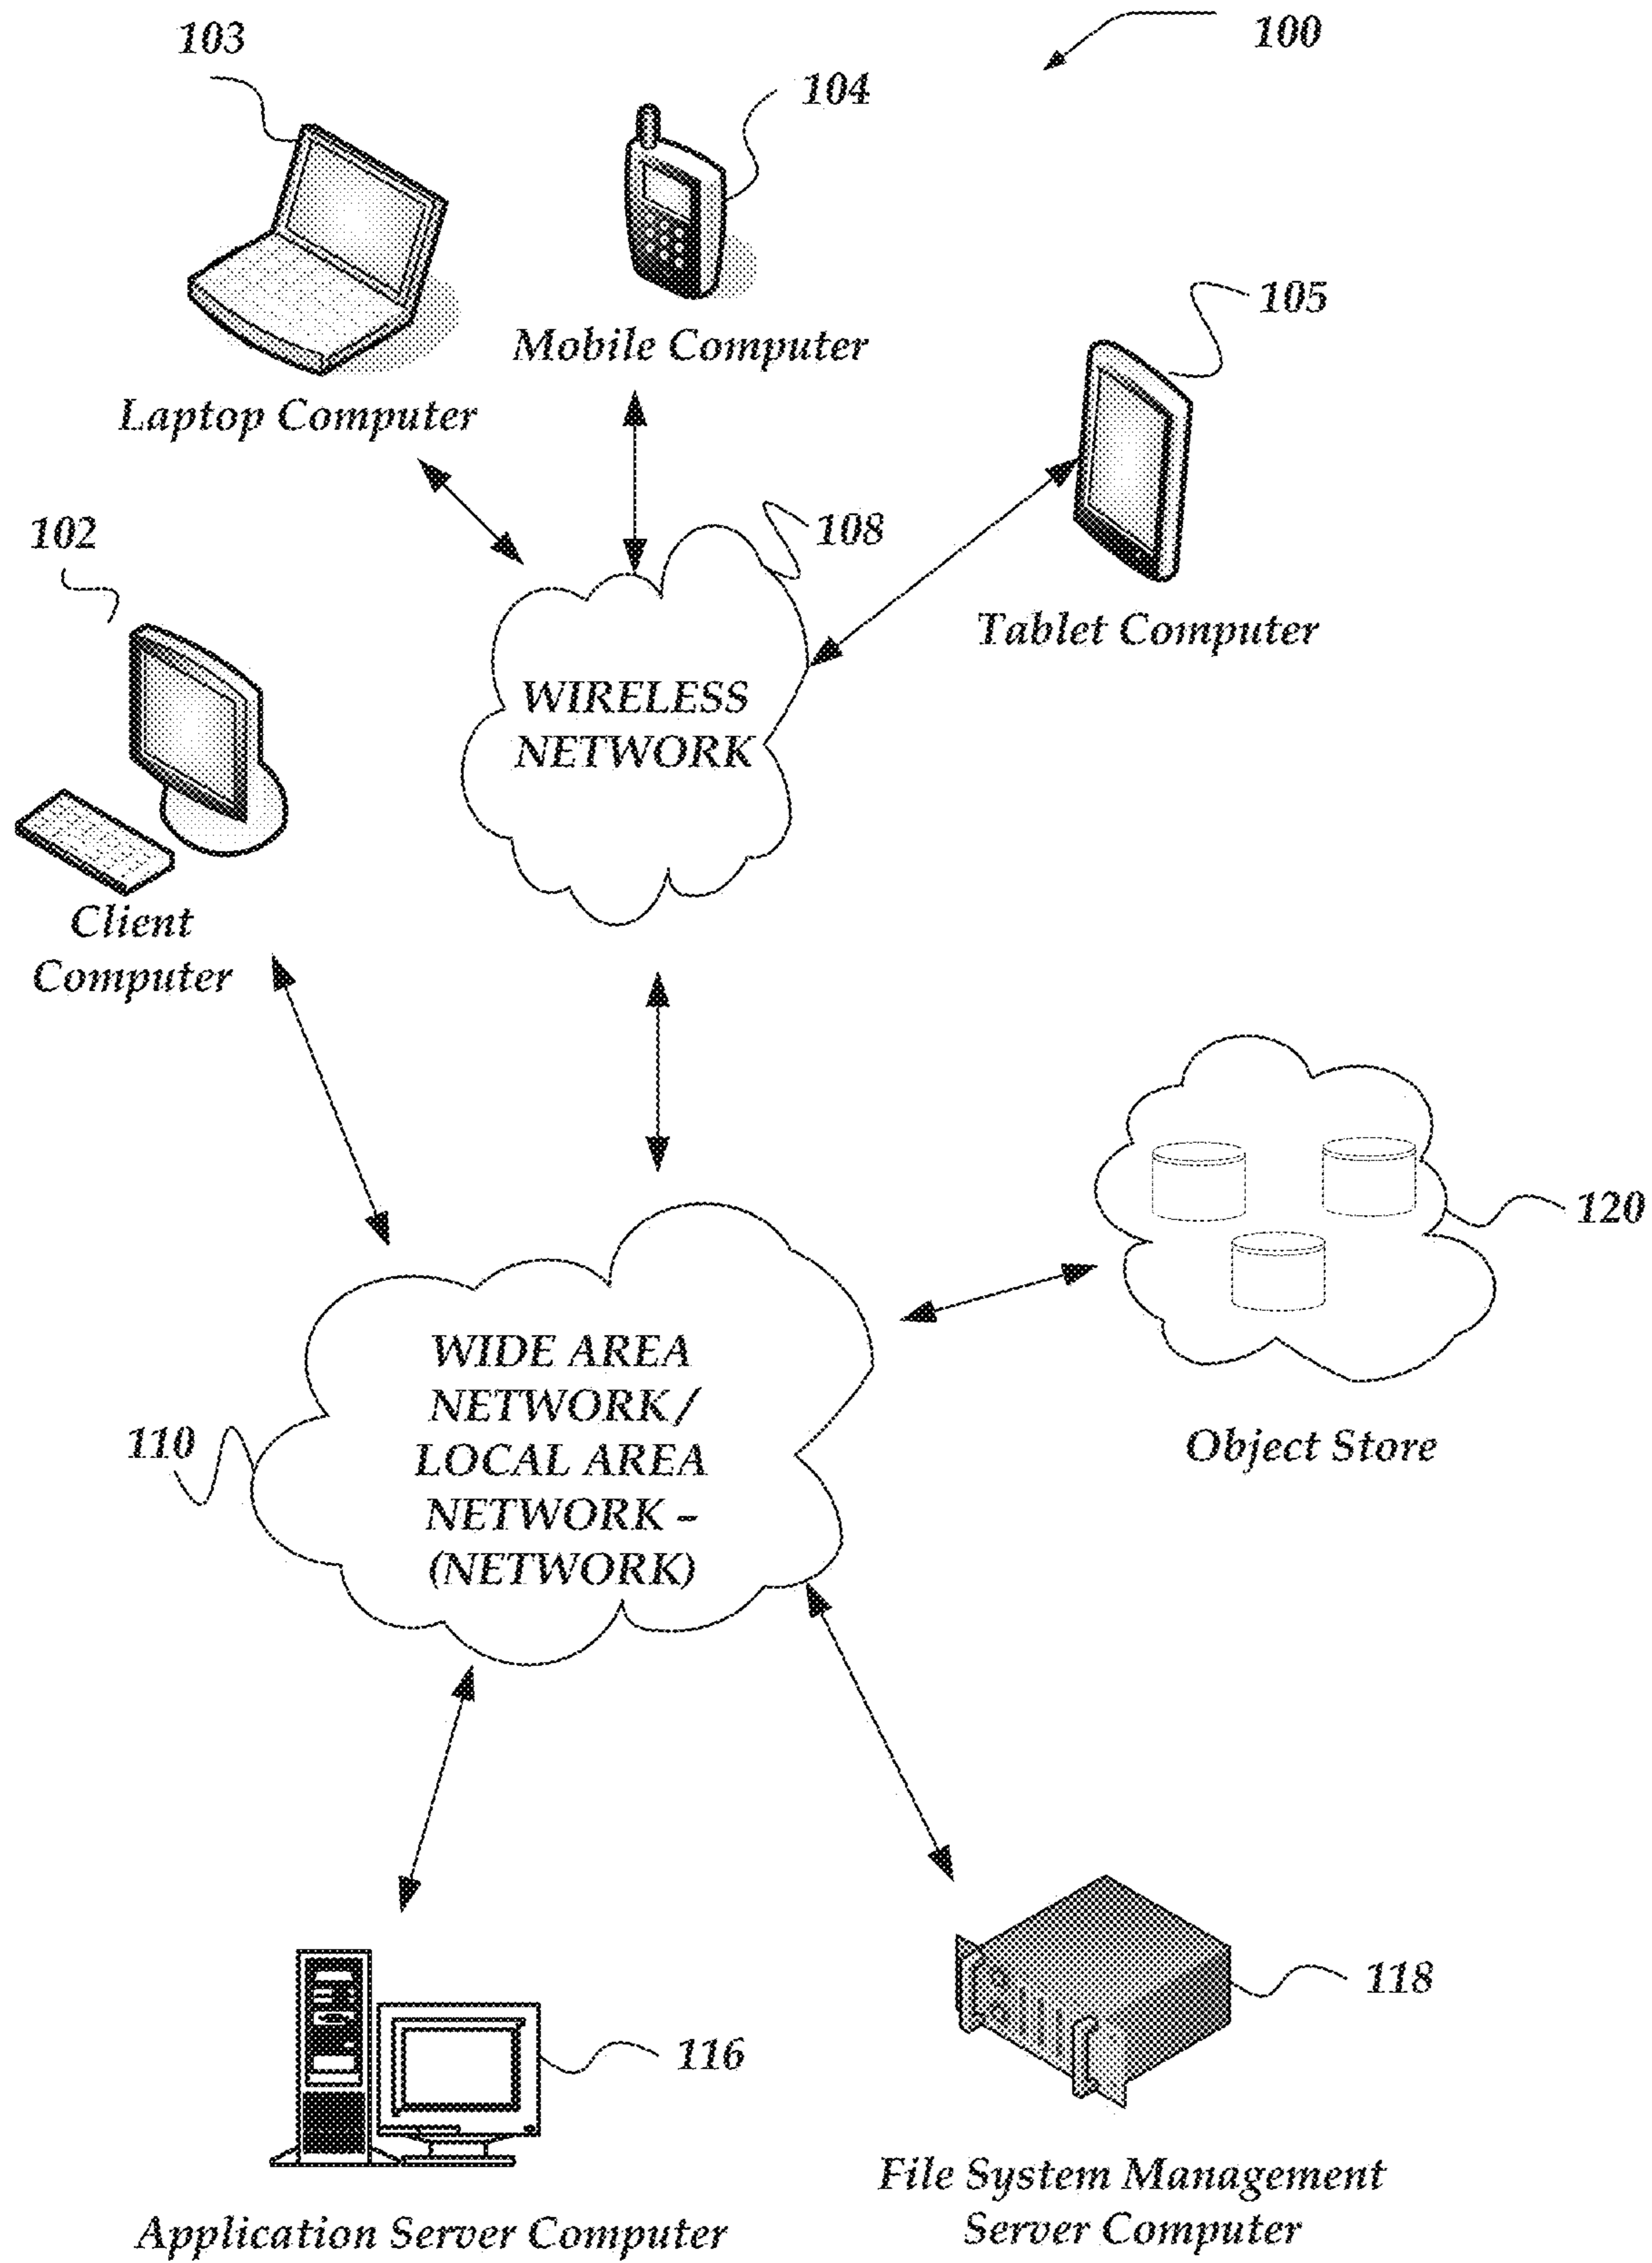 103
100
104
105
Mobile Computer
Laptop Computer
108
102
Tablet Computer
WIRELESS
NETWORK
Client
Computer
120
WIDE AREA
NETWORK /
LOCAL AREA
NETWORK –
(NETWORK)
110
Object Store
118
116
File System Management
Server Computer
Application Server Computer